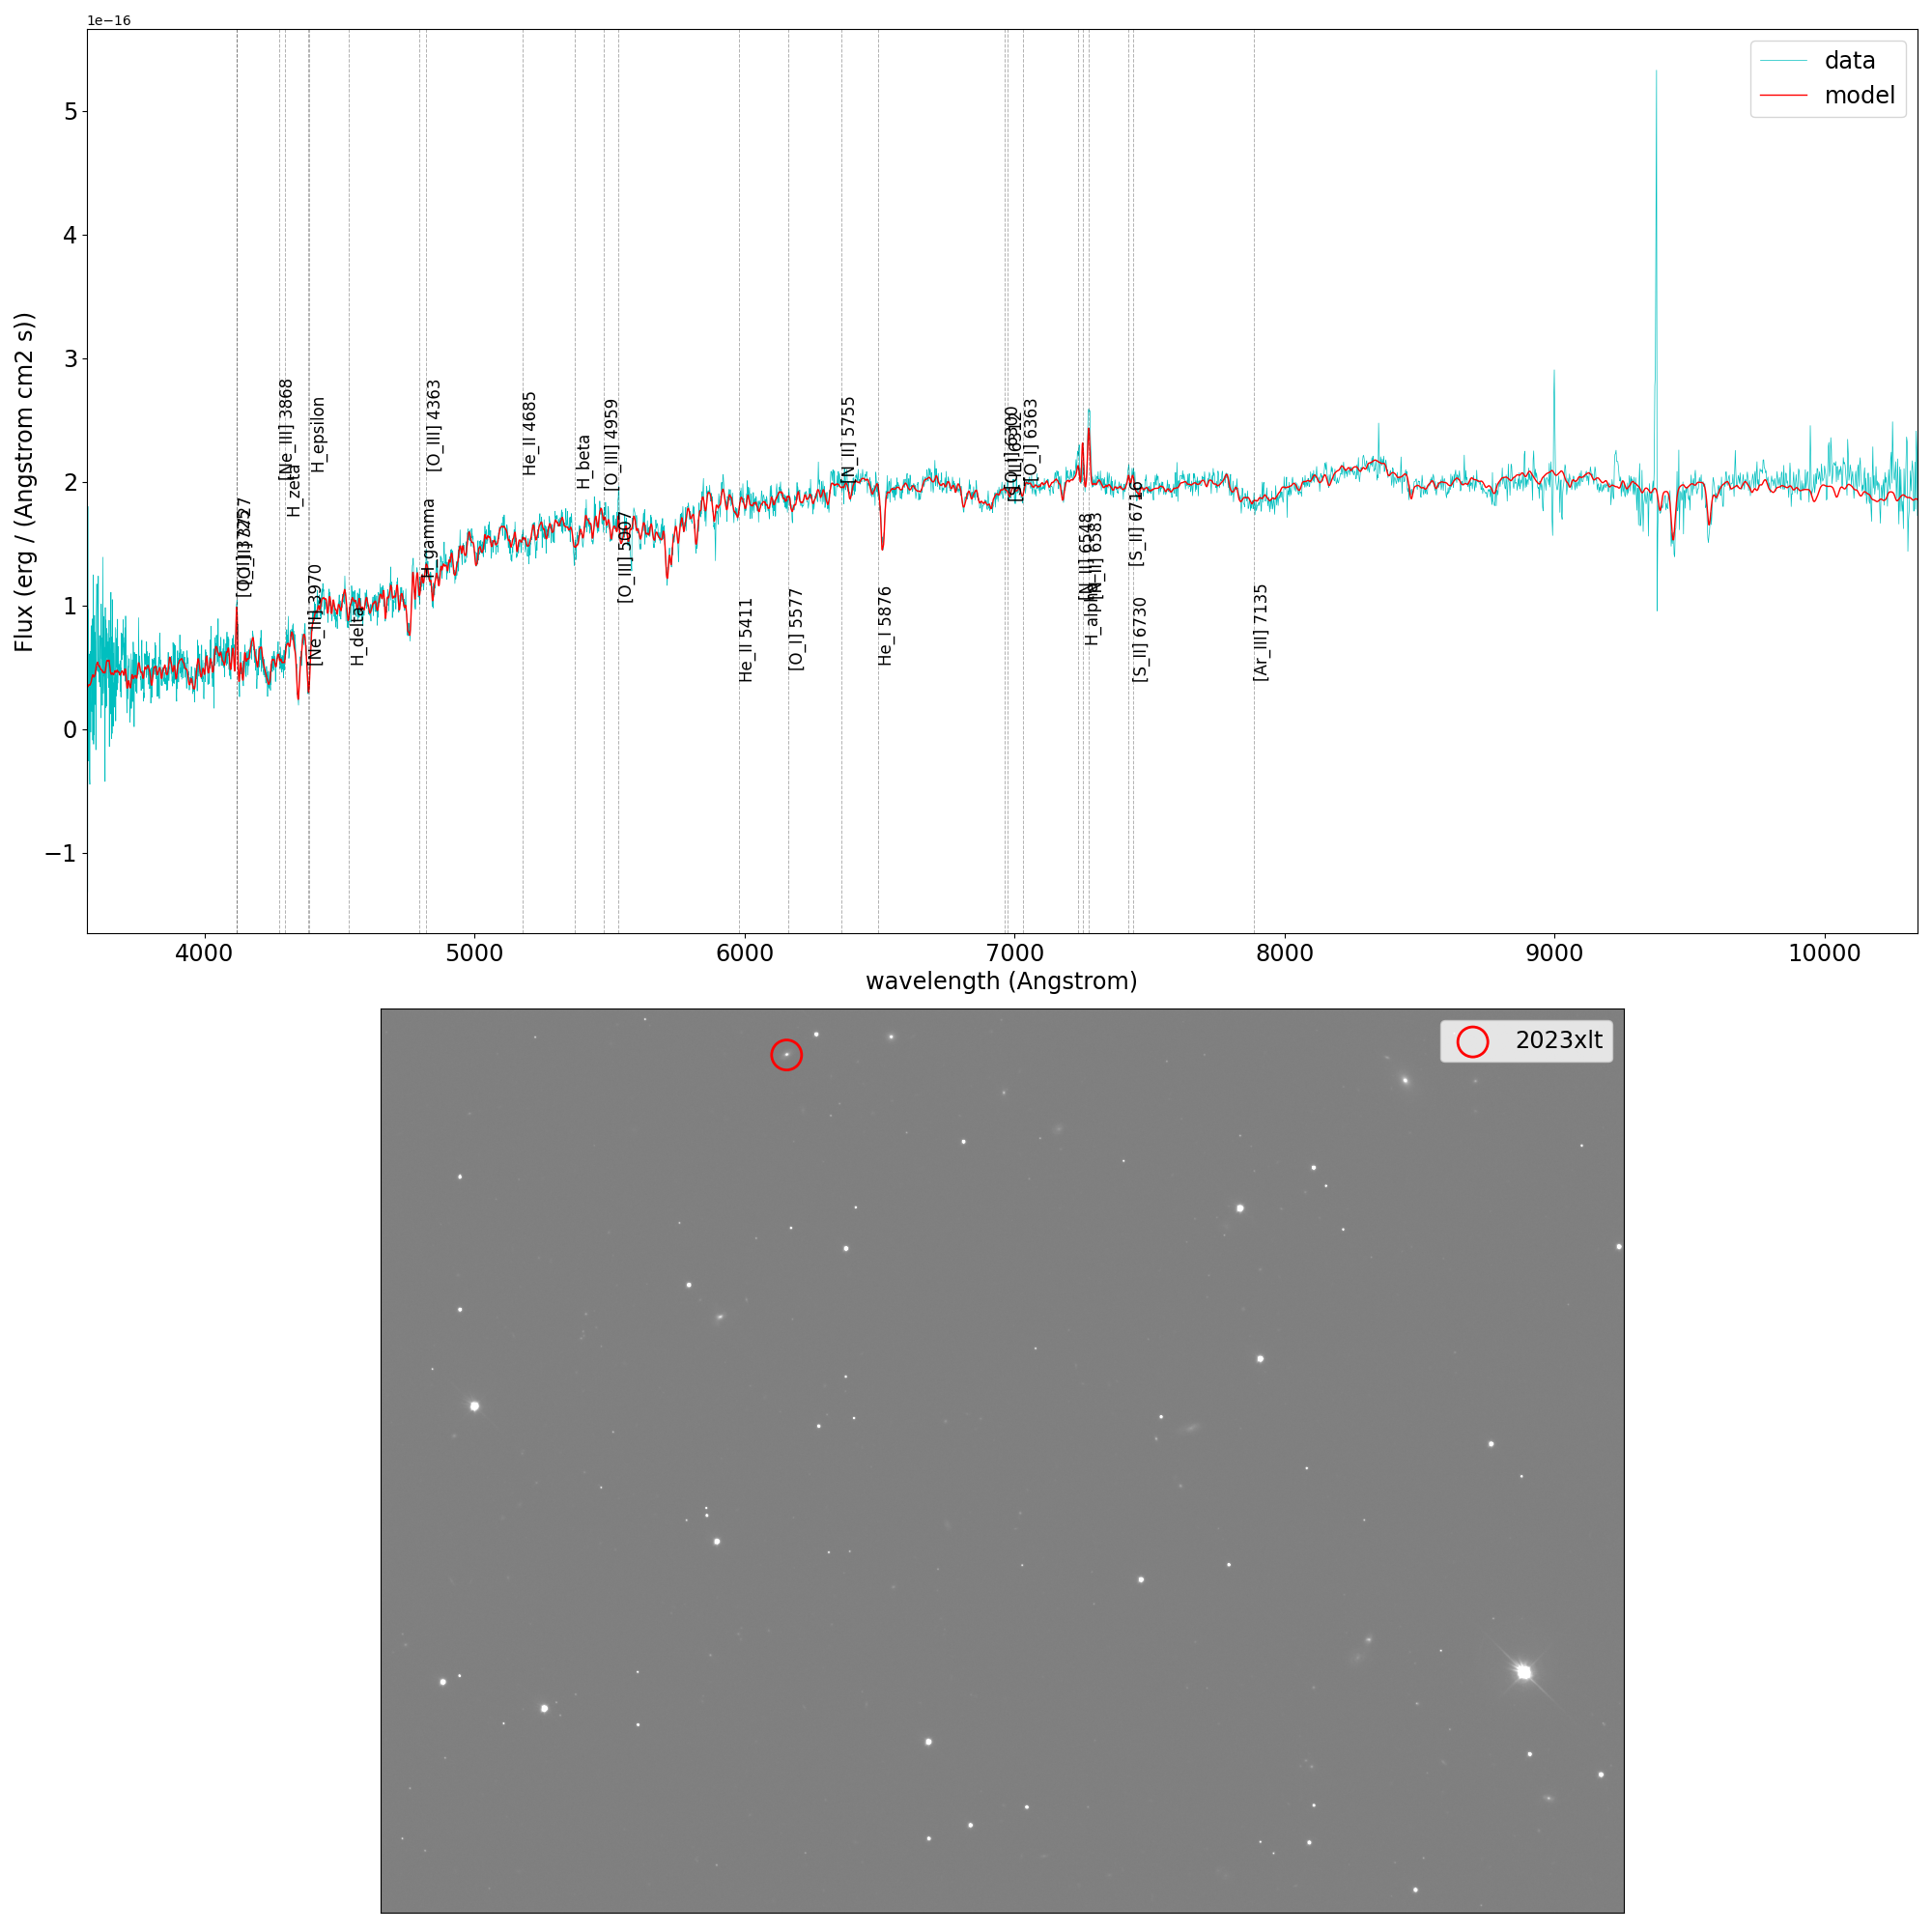 1e−16
data
model
5
4
3
2
1
0
−1
Flux (erg / (Angstrom cm2 s))
[Ne_III] 3868
H_zeta
H_epsilon
[Ne_III] 3970
H_delta
H_gamma
[O_III] 4363
He_II 4685
H_beta
[O_III] 4959
[O_III] 5007
He_II 5411
[N_II] 5755
[O_I] 5577
He_I 5876
[O_I] 6300
[O_I] 6363
[N_II] 6548
H_alpha
[N_II] 6583
[S_II] 6716
[S_II] 6730
[Ar_III] 7135
4000
5000
6000
7000
8000
9000
10000
wavelength (Angstrom)
2023xlt